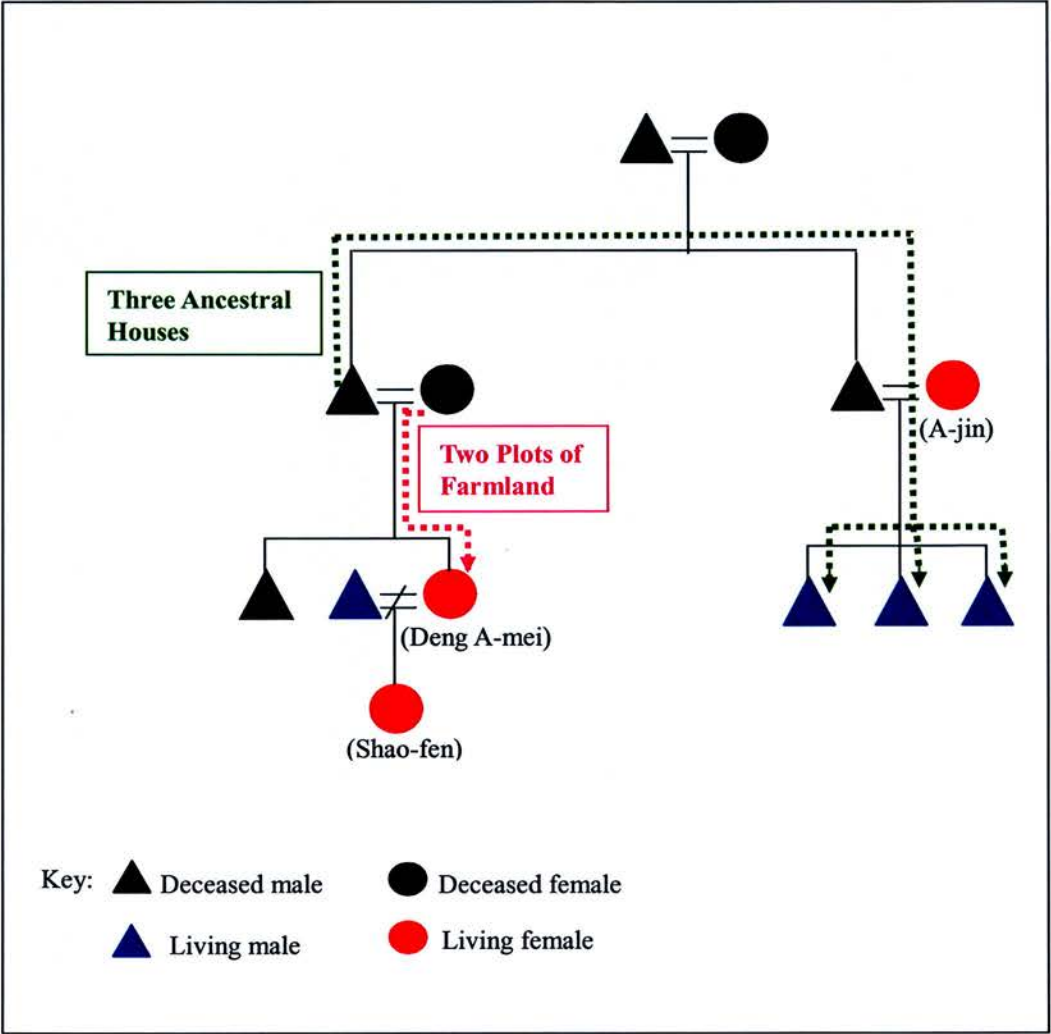 Three Ancestral
Houses
(A-jin)
Two Plots of
Farmland
(Deng A-mei)
(Shao-fen)
Key:
Deceased male
Deceased female
Living male
Living female